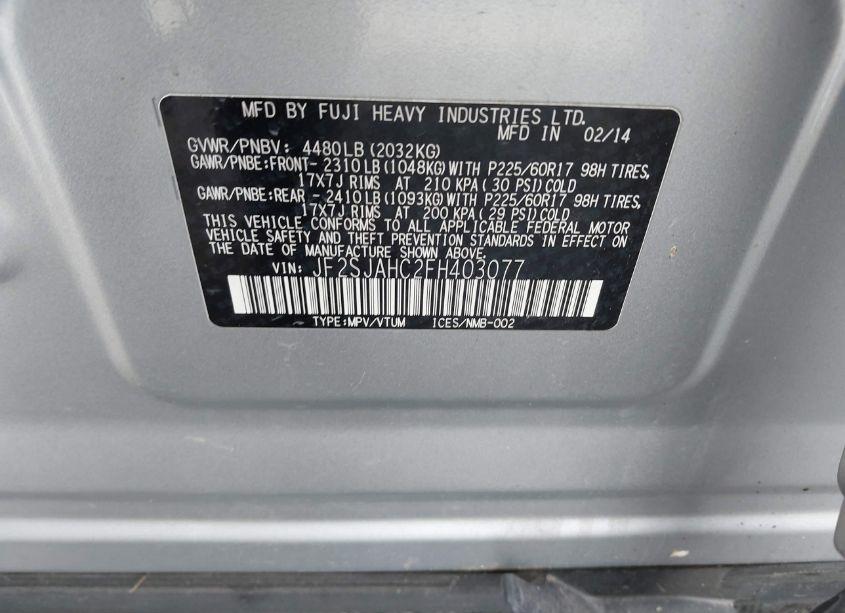 MFD BY FUJI HEAVY INDUSTRIES LTD.
MFD IN 02/14
GVWR/PNBV: 4480LB (2032KG)
GAWR/PNBE:FRONT- 2310LB (1048KG) WITH P225/60R17 98H TIRES,
17X7J RIMS AT 210 KPA ( 30 PSI) COLD
GAWR/PNBE:REAR - 2410LB (1093KG) WITH P225/60R17 98H TIRES,
17X7J RIMS AT 200 KPA ( 29 PSI) COLD
THIS VEHICLE CONFORMS TO ALL APPLICABLE FEDERAL MOTOR
VEHICLE SAFETY AND THEFT PREVENTION STANDARDS IN EFFECT ON
THE DATE OF MANUFACTURE SHOWN ABOVE.
VIN: JF2SJAHC2FH403077
TYPE:MPV/VTUM ICES/NMB-002